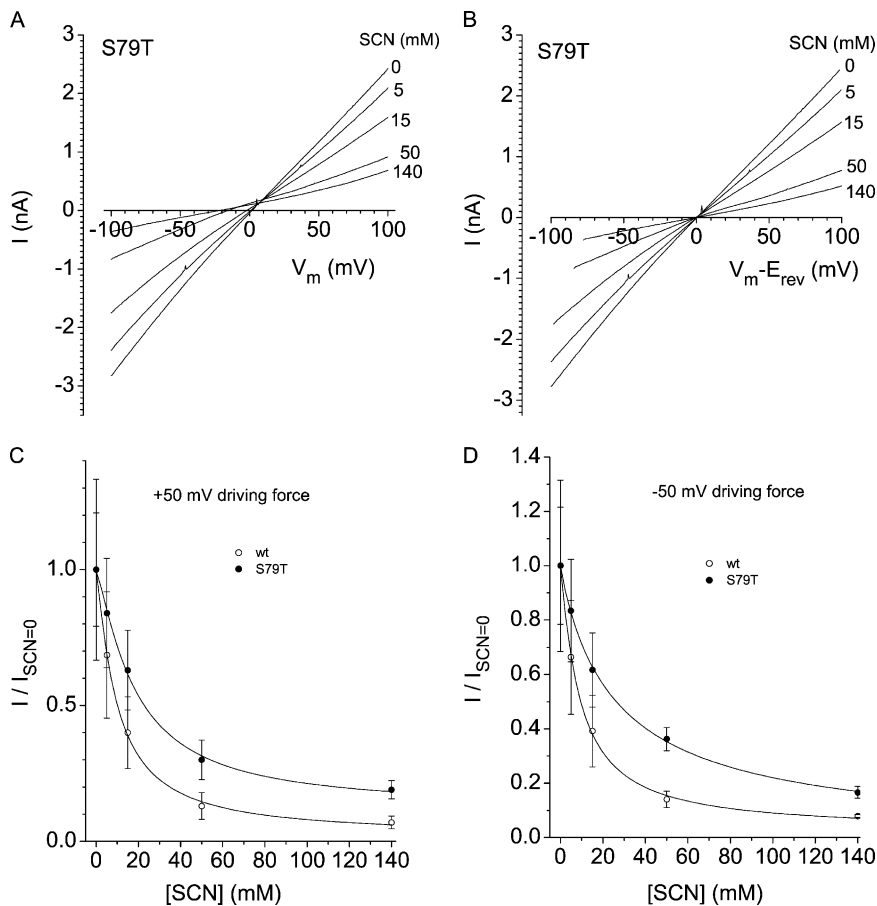 A
S79T
SCN (mM)
0
5
15
50
140
3
2
1
0
-1
-2
-3
-100
-50
0
50
100
I (nA)
Vm (mV)
B
S79T
SCN (mM)
0
5
15
50
140
3
2
1
0
-1
-2
-3
-100
-50
0
50
100
I (nA)
Vm-Erev (mV)
C
+50 mV driving force
wt
S79T
1.0
0.5
0.0
I / ISCN=0
0 20 40 60 80 100 120 140
[SCN] (mM)
D
-50 mV driving force
wt
S79T
1.4
1.2
1.0
0.8
0.6
0.4
0.2
0.0
I / ISCN=0
0 20 40 60 80 100 120 140
[SCN] (mM)